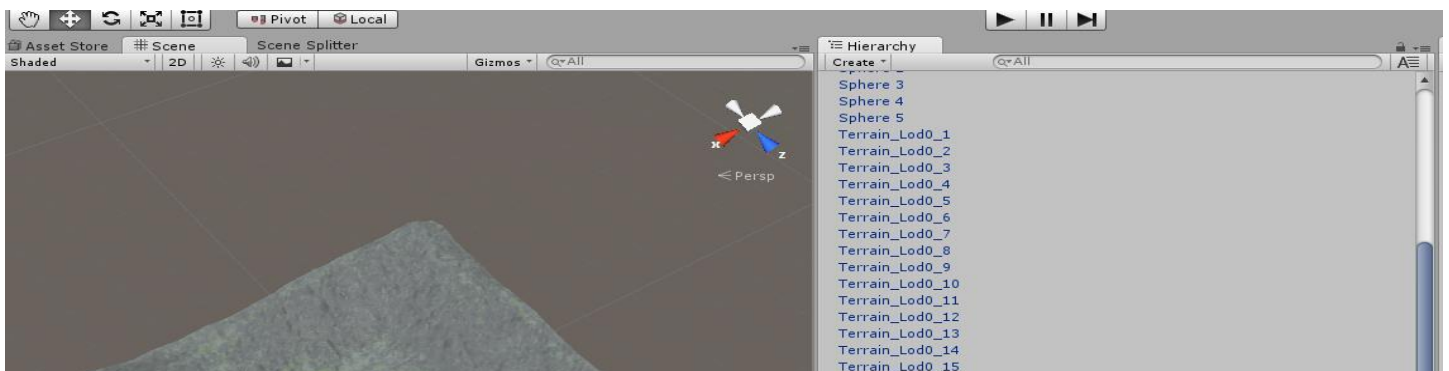 Pivot Local
Asset Store Scene Scene Splitter
Shaded 2D Gizmos All
x z
Persp
Hierarchy
Create All
Sphere 3
Sphere 4
Sphere 5
Terrain_Lod0_1
Terrain_Lod0_2
Terrain_Lod0_3
Terrain_Lod0_4
Terrain_Lod0_5
Terrain_Lod0_6
Terrain_Lod0_7
Terrain_Lod0_8
Terrain_Lod0_9
Terrain_Lod0_10
Terrain_Lod0_11
Terrain_Lod0_12
Terrain_Lod0_13
Terrain_Lod0_14
Terrain_Lod0_15